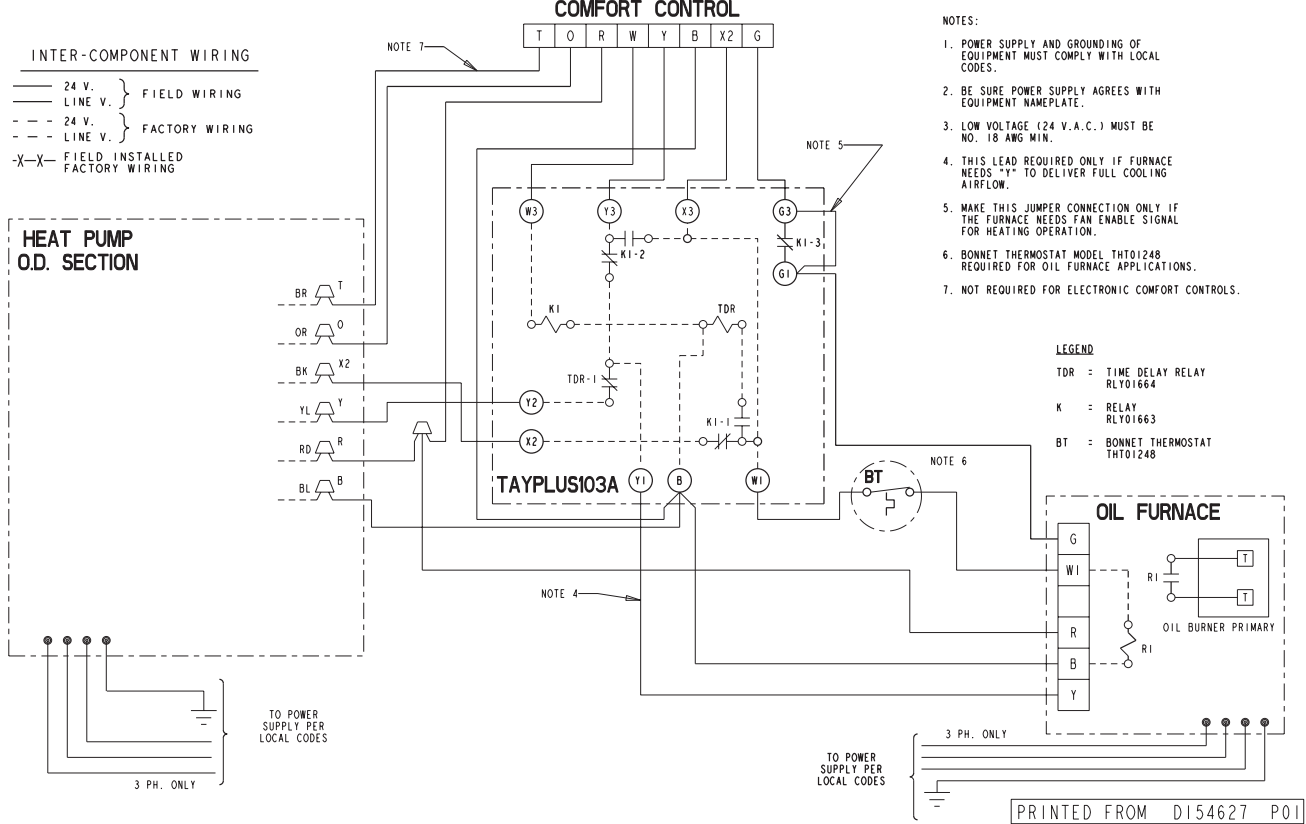 COMFORT CONTROL
T O R W Y B X2 G
NOTE 7
INTER-COMPONENT WIRING
24 V.
LINE V.
FIELD WIRING
24 V.
LINE V.
FACTORY WIRING
-X-X- FIELD INSTALLED
FACTORY WIRING
NOTES:
1. POWER SUPPLY AND GROUNDING OF
EQUIPMENT MUST COMPLY WITH LOCAL
CODES.
2. BE SURE POWER SUPPLY AGREES WITH
EQUIPMENT NAMEPLATE.
3. LOW VOLTAGE (24 V.A.C.) MUST BE
NO. 18 AWG MIN.
4. THIS LEAD REQUIRED ONLY IF FURNACE
NEEDS "Y" TO DELIVER FULL COOLING
AIRFLOW.
5. MAKE THIS JUMPER CONNECTION ONLY IF
THE FURNACE NEEDS FAN ENABLE SIGNAL
FOR HEATING OPERATION.
6. BONNET THERMOSTAT MODEL THT01248
REQUIRED FOR OIL FURNACE APPLICATIONS.
7. NOT REQUIRED FOR ELECTRONIC COMFORT CONTROLS.
LEGEND
TDR = TIME DELAY RELAY
RLY01664
K = RELAY
RLY01663
BT = BONNET THERMOSTAT
THT01248
NOTE 5
HEAT PUMP
O.D. SECTION
BR T
OR O
BK X2
YL Y
RD R
BL B
W3 Y3 X3 G3
K1-2
K1-3
G1
K1
TDR
TDR-1
Y2
K1-1
X2
TAYPLUS103A
Y1 B W1
BT
NOTE 6
NOTE 4
OIL FURNACE
G
W1
R
B
Y
R1
T
T
OIL BURNER PRIMARY
R1
TO POWER
SUPPLY PER
LOCAL CODES
3 PH. ONLY
3 PH. ONLY
TO POWER
SUPPLY PER
LOCAL CODES
PRINTED FROM D154627 P01